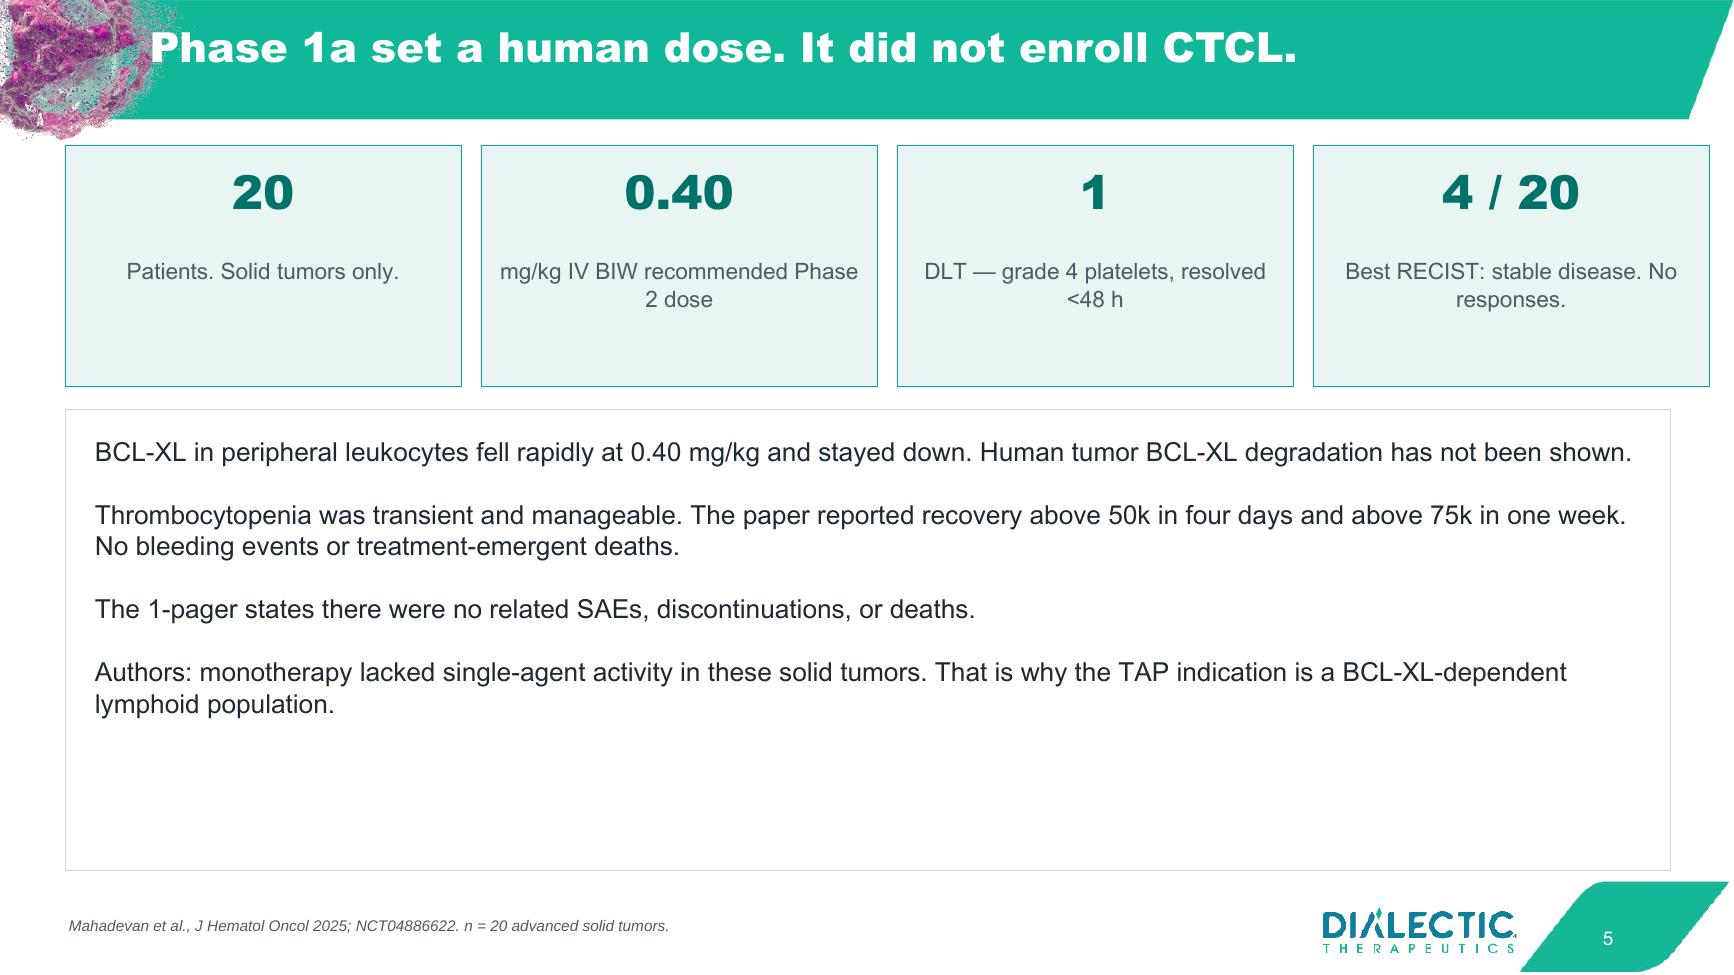 Phase 1a set a human dose. It did not enroll CTCL.
20
Patients. Solid tumors only.
0.40
mg/kg IV BIW recommended Phase
2 dose
1
DLT — grade 4 platelets, resolved
<48 h
4 / 20
Best RECIST: stable disease. No
responses.
BCL-XL in peripheral leukocytes fell rapidly at 0.40 mg/kg and stayed down. Human tumor BCL-XL degradation has not been shown.
Thrombocytopenia was transient and manageable. The paper reported recovery above 50k in four days and above 75k in one week.
No bleeding events or treatment-emergent deaths.
The 1-pager states there were no related SAEs, discontinuations, or deaths.
Authors: monotherapy lacked single-agent activity in these solid tumors. That is why the TAP indication is a BCL-XL-dependent
lymphoid population.
Mahadevan et al., J Hematol Oncol 2025; NCT04886622. n = 20 advanced solid tumors.
DIALECTIC
THERAPEUTICS
5